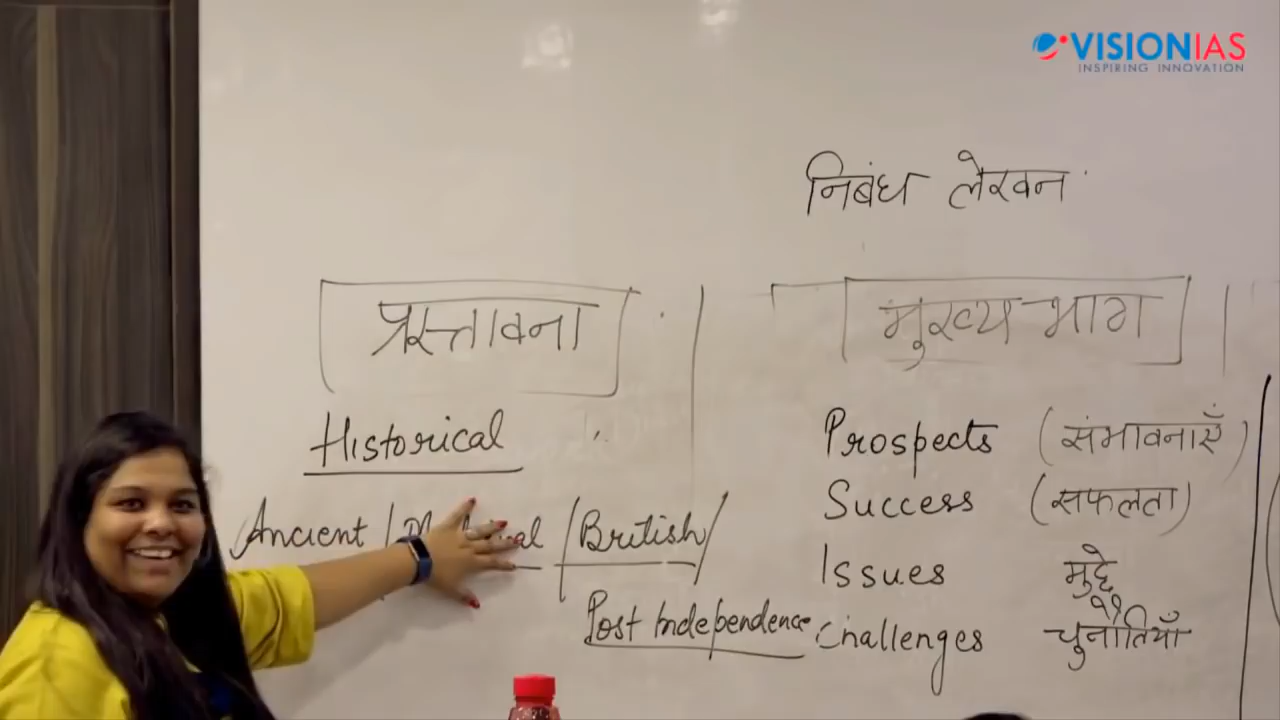 VISIONIAS
INSPIRING INNOVATION
निबंध लेखन
प्रस्तावना
Historical
Ancient / / British /
Post Independence
मुख्य भाग
Prospects (संभावनाएँ)
Success (सफलता)
Issues मुद्दे
Challenges चुनौतियाँ